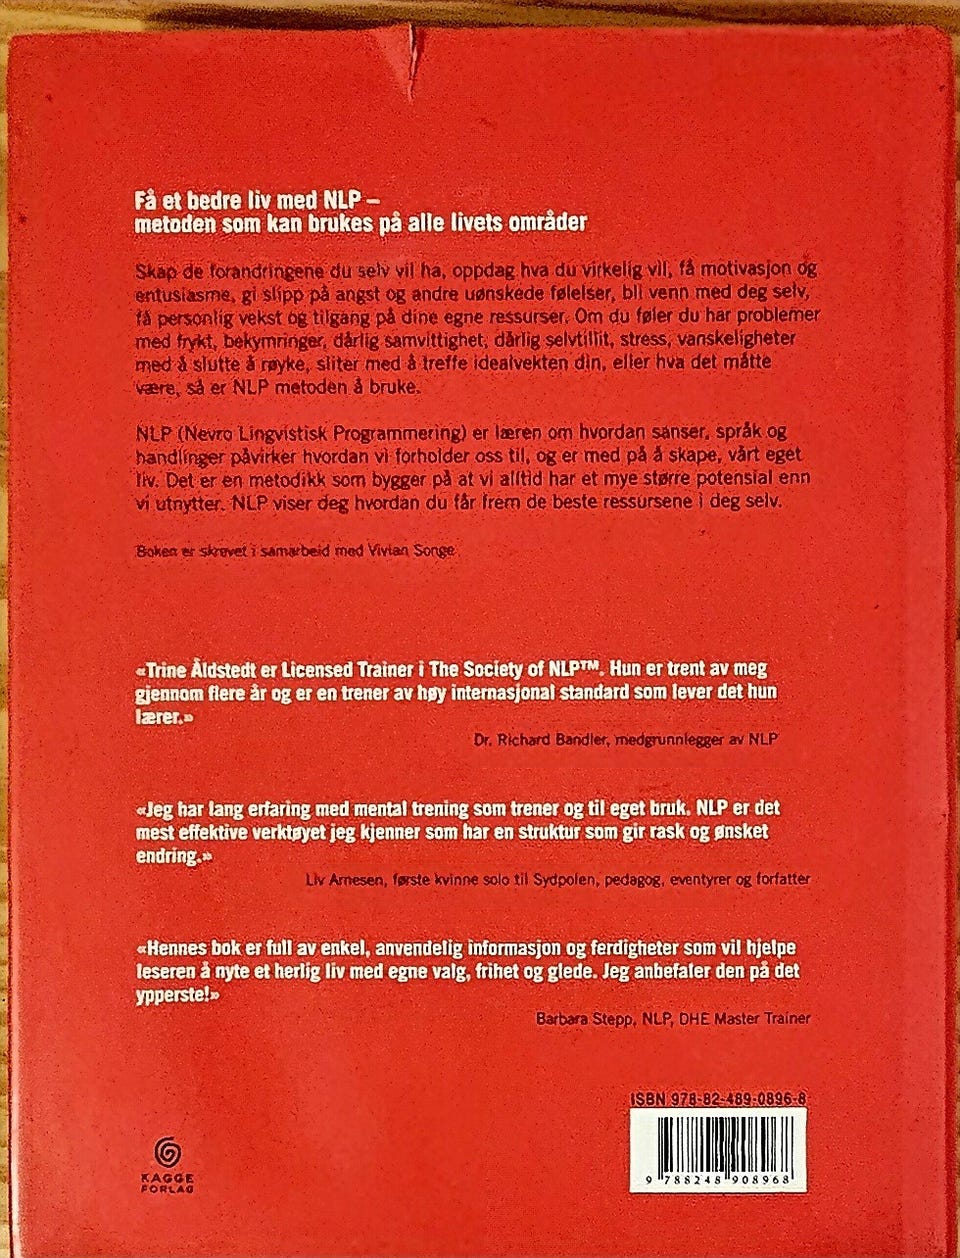 Få et bedre liv med NLP –
metoden som kan brukes på alle livets områder
Skap de forandringene du selv vil ha, oppdag hva du virkelig vil, få motivasjon og
entusiasme, gi slipp på angst og andre uønskede følelser, bli venn med deg selv,
få personlig vekst og tilgang på dine egne ressurser. Om du føler du har problemer
med frykt, bekymringer, dårlig samvittighet, dårlig selvtillit, stress, vanskeligheter
med å slutte å røyke, sliter med å treffe idealvekten din, eller hva det måtte
være, så er NLP metoden å bruke.
NLP (Nevro Lingvistisk Programmering) er læren om hvordan sanser, språk og
handlinger påvirker hvordan vi forholder oss til, og er med på å skape, vårt eget
liv. Det er en metodikk som bygger på at vi alltid har et mye større potensial enn
vi utnytter. NLP viser deg hvordan du får frem de beste ressursene i deg selv.
Boken er skrevet i samarbeid med Vivian Songe
«Trine Åldstedt er Licensed Trainer i The Society of NLP™. Hun er trent av meg
gjennom flere år og er en trener av høy internasjonal standard som lever det hun
lærer.»
Dr. Richard Bandler, medgrunnlegger av NLP
«Jeg har lang erfaring med mental trening som trener og til eget bruk. NLP er det
mest effektive verktøyet jeg kjenner som har en struktur som gir rask og ønsket
endring.»
Liv Arnesen, første kvinne solo til Sydpolen, pedagog, eventyrer og forfatter
«Hennes bok er full av enkel, anvendelig informasjon og ferdigheter som vil hjelpe
leseren å nyte et herlig liv med egne valg, frihet og glede. Jeg anbefaler den på det
ypperste!»
Barbara Stepp, NLP, DHE Master Trainer
ISBN 978-82-489-0896-8
9 788248 908968
KAGGE
FORLAG